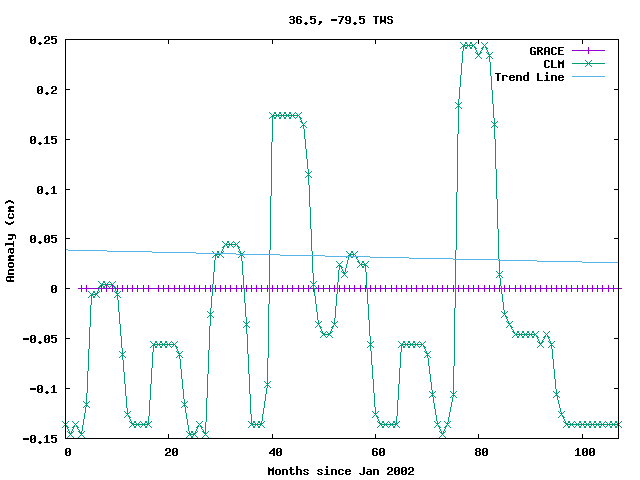 36.5, -79.5 TWS
GRACE
CLM
Trend Line
0.25
0.2
0.15
0.1
0.05
0
-0.05
-0.1
-0.15
Anomaly (cm)
0 20 40 60 80 100
Months since Jan 2002